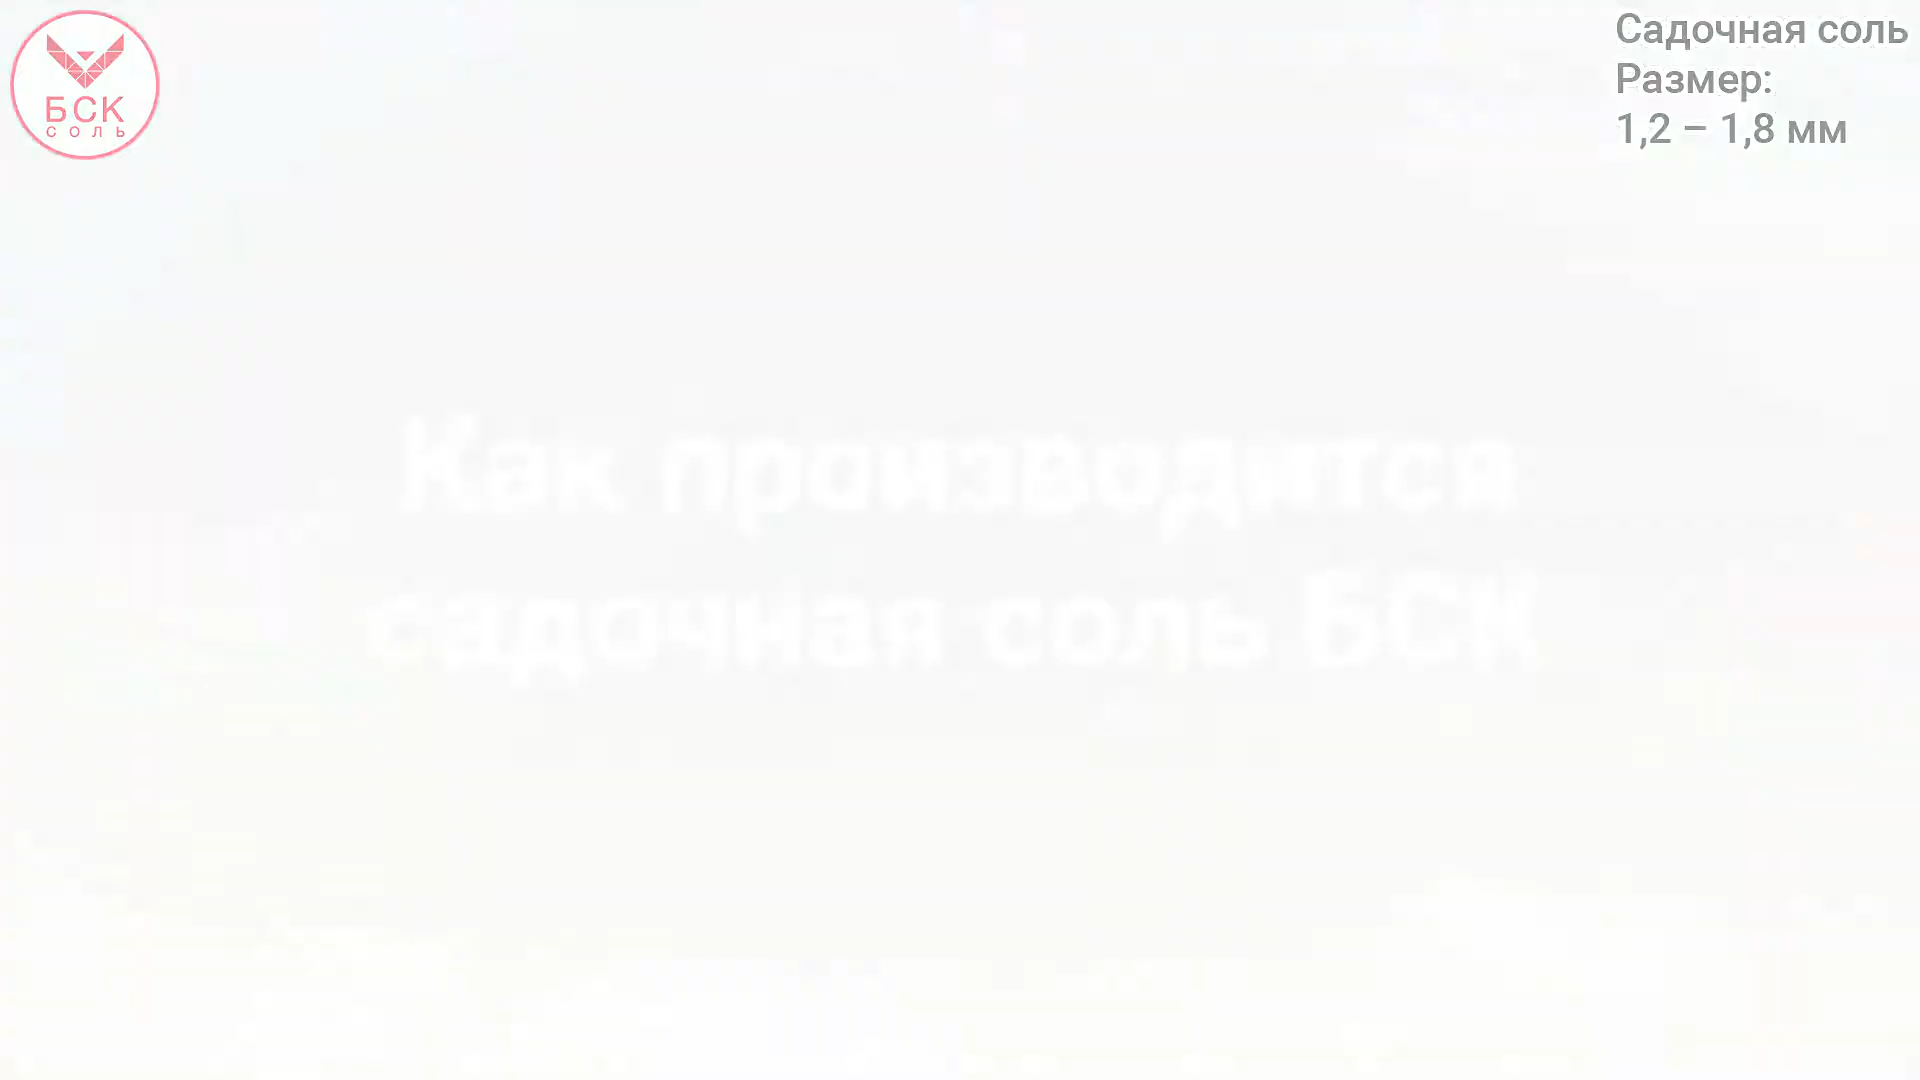 БСК
СОЛЬ
Садочная соль
Размер:
1,2 – 1,8 мм
Как производится
садочная соль БСК